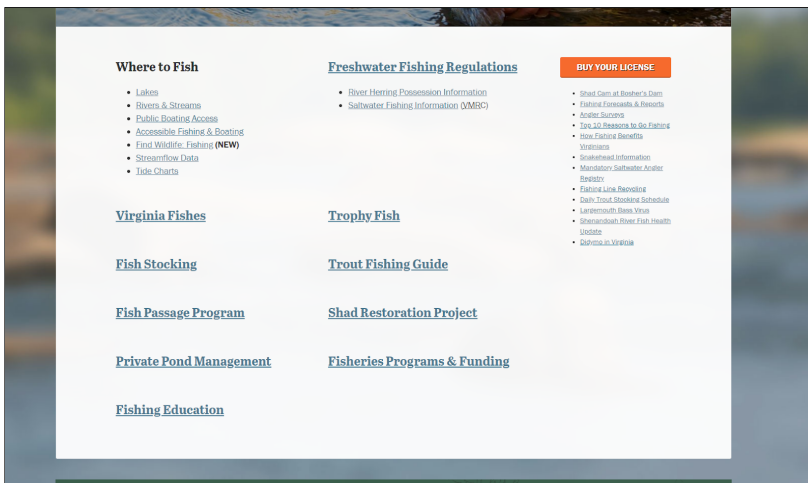 Where to Fish
Lakes
Rivers & Streams
Public Boating Access
Accessible Fishing & Boating
Find Wildlife: Fishing (NEW)
Streamflow Data
Tide Charts
Freshwater Fishing Regulations
River Herring Possession Information
Saltwater Fishing Information (VMRC)
Virginia Fishes
Trophy Fish
Fish Stocking
Trout Fishing Guide
Fish Passage Program
Shad Restoration Project
Private Pond Management
Fisheries Programs & Funding
Fishing Education
BUY YOUR LICENSE
Shad Cam at Bosher's Dam
Fishing Forecasts & Reports
Angler Surveys
Top 10 Reasons to Go Fishing
How Fishing Benefits
Virginians
Snakehead Information
Mandatory Saltwater Angler
Registry
Fishing Line Recycling
Daily Trout Stocking Schedule
Largemouth Bass Virus
Shenandoah River Fish Health
Update
Didymo in Virginia